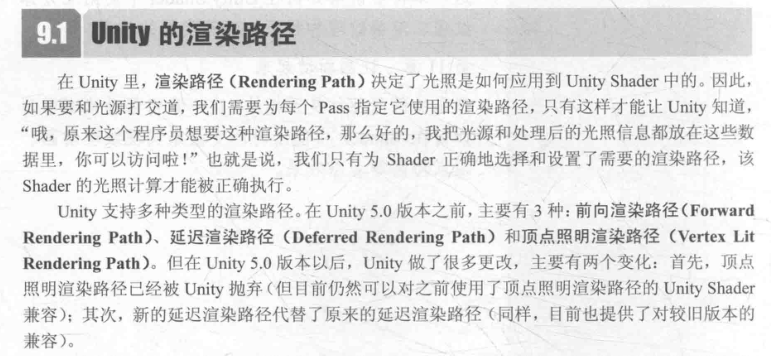 9.1 Unity 的渲染路径
在 Unity 里，渲染路径（Rendering Path）决定了光照是如何应用到 Unity Shader 中的。因此，
如果要和光源打交道，我们需要为每个 Pass 指定它使用的渲染路径，只有这样才能让 Unity 知道，
“哦，原来这个程序员想要这种渲染路径，那么好的，我把光源和处理后的光照信息都放在这些数
据里，你可以访问啦！”也就是说，我们只有为 Shader 正确地选择和设置了需要的渲染路径，该
Shader 的光照计算才能被正确执行。
Unity 支持多种类型的渲染路径。在 Unity 5.0 版本之前，主要有 3 种：前向渲染路径（Forward
Rendering Path）、延迟渲染路径（Deferred Rendering Path）和顶点照明渲染路径（Vertex Lit
Rendering Path）。但在 Unity 5.0 版本以后，Unity 做了很多更改，主要有两个变化：首先，顶点
照明渲染路径已经被 Unity 抛弃（但目前仍然可以对之前使用了顶点照明渲染路径的 Unity Shader
兼容）；其次，新的延迟渲染路径代替了原来的延迟渲染路径（同样，目前也提供了对较旧版本的
兼容）。